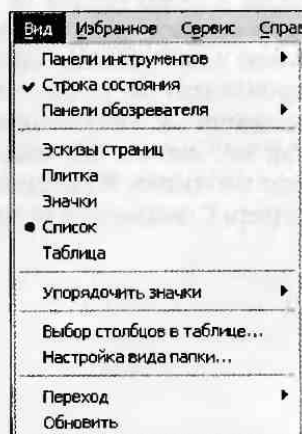 Вид Избранное Сервис Спра
Панели инструментов
Строка состояния
Панели обозревателя
Эскизы страниц
Плитка
Значки
Список
Таблица
Упорядочить значки
Выбор столбцов в таблице...
Настройка вида папки...
Переход
Обновить